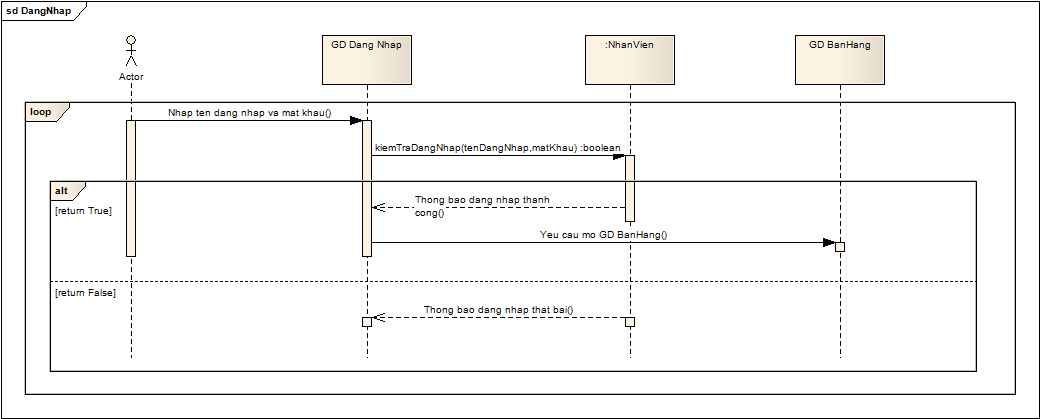 sd DangNhap
Actor
GD Dang Nhap
:NhanVien
GD BanHang
loop
Nhap ten dang nhap va mat khau()
kiemTraDangNhap(tenDangNhap,matKhau) :boolean
alt
[return True]
Thong bao dang nhap thanh
cong()
Yeu cau mo GD BanHang()
[return False]
Thong bao dang nhap that bai()